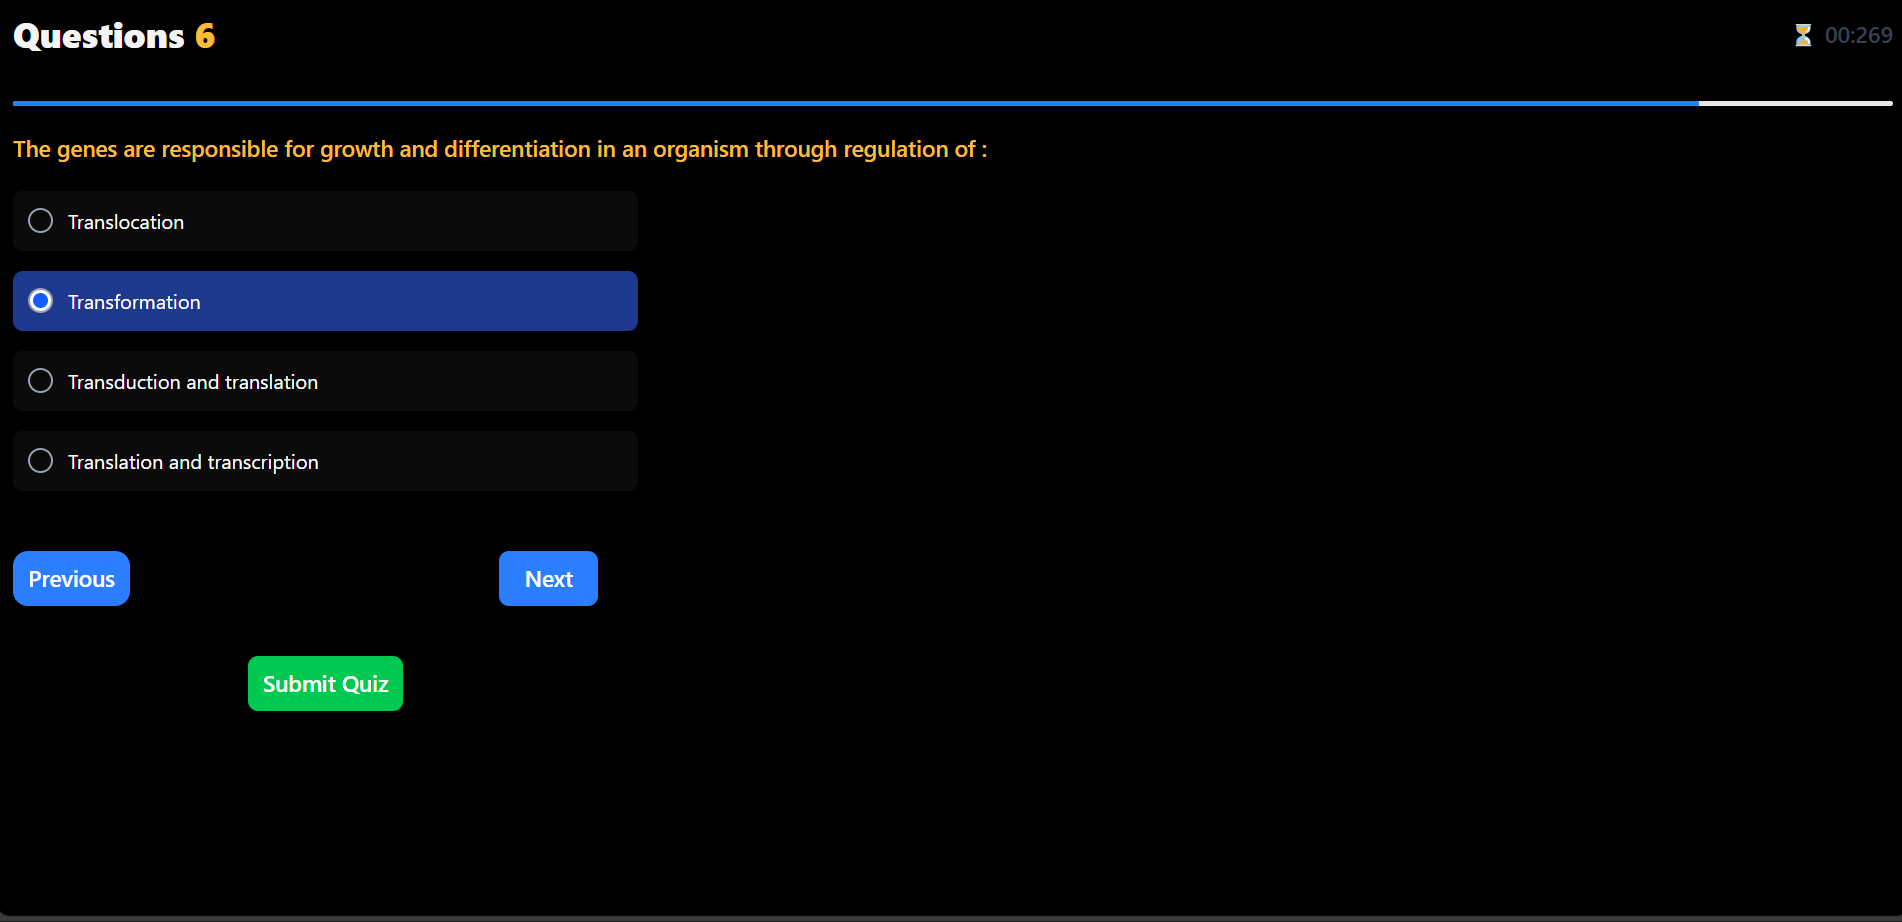 Questions 6
⏳ 00:269
The genes are responsible for growth and differentiation in an organism through regulation of :
Translocation
Transformation
Transduction and translation
Translation and transcription
Previous
Next
Submit Quiz